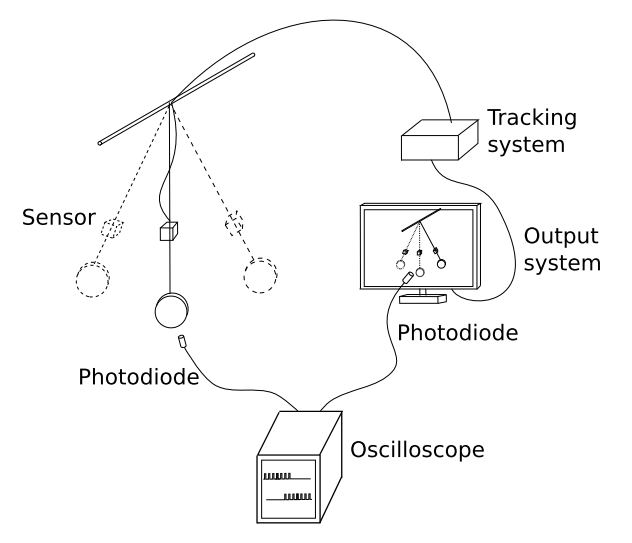 Tracking
system
Sensor
Output
system
Photodiode
Photodiode
Oscilloscope